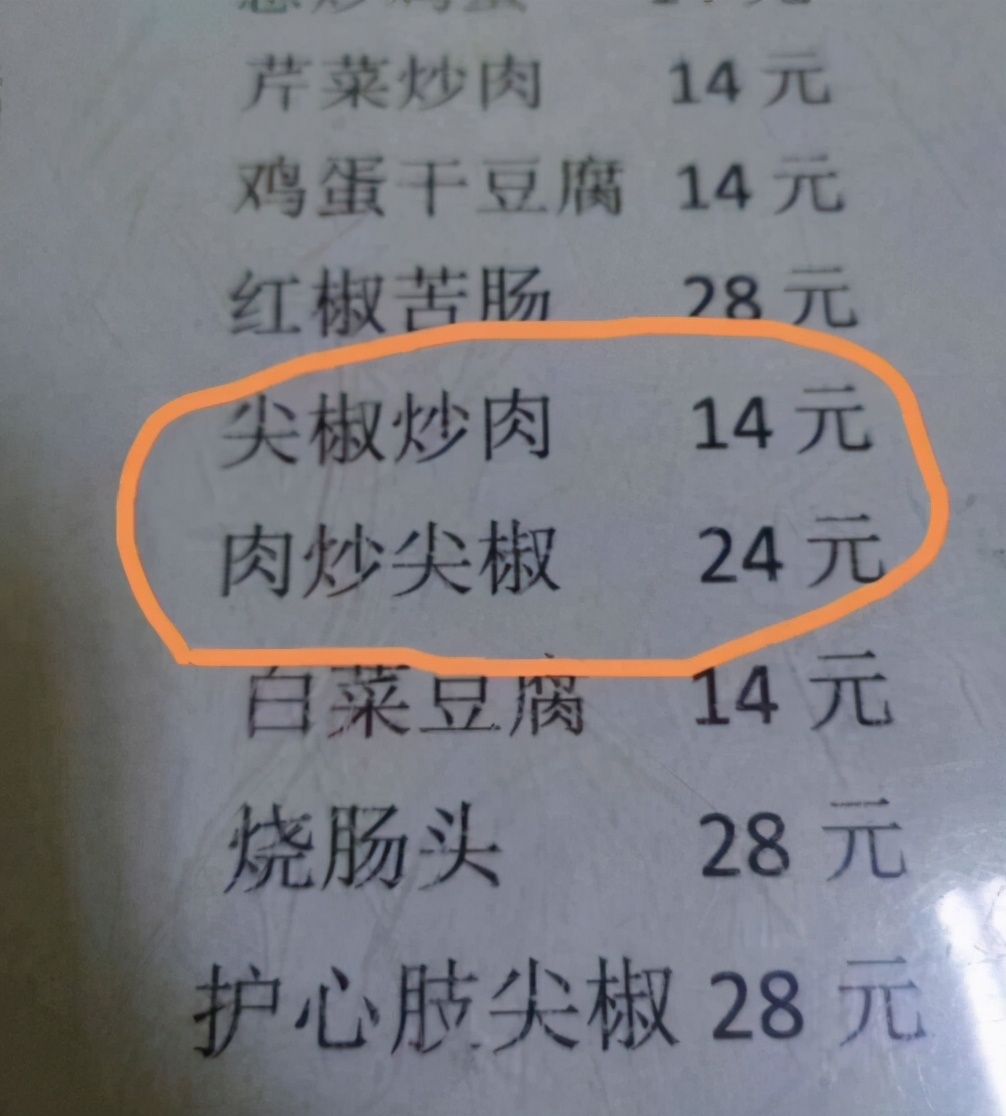 芹菜炒肉 14元
鸡蛋干豆腐 14元
红椒苦肠 28元
尖椒炒肉 14元
肉炒尖椒 24元
白菜豆腐 14元
烧肠头 28元
护心肢尖椒 28元